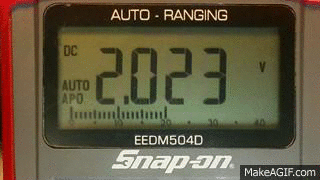 AUTO - RANGING
DC
2.023
V
AUTO
APO
0 10 20 30 40
EEDM504D
Snap-on
MakeAGIF.com